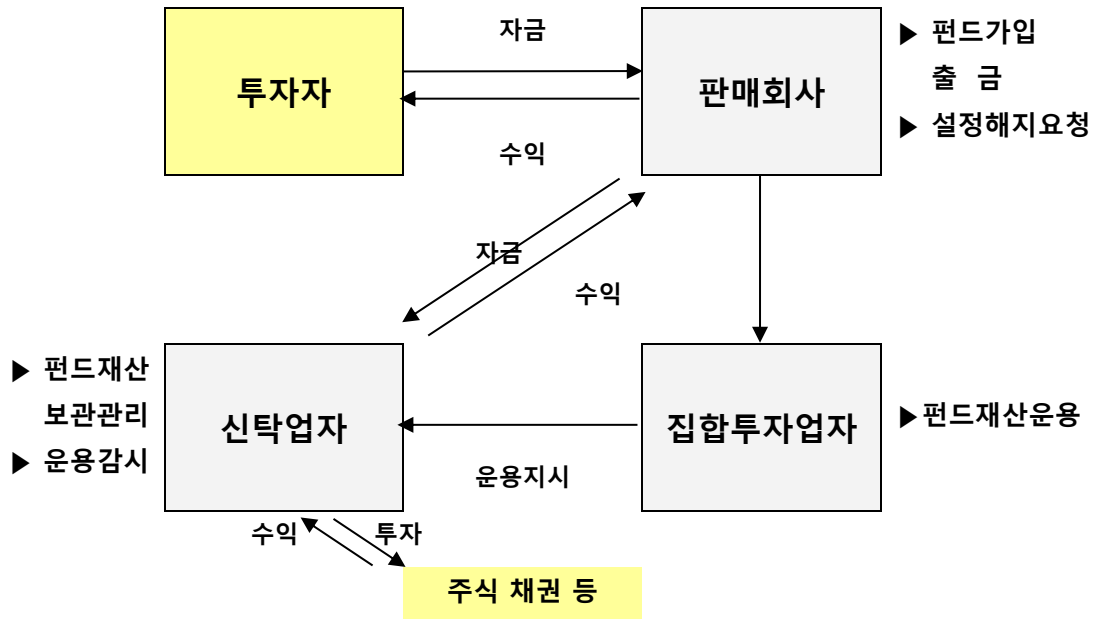 자금
▶ 펀드가입
출 금
투자자
판매회사
▶ 설정해지요청
수익
자금
수익
▶ 펀드재산
보관관리
▶ 운용감시
신탁업자
집합투자업자
▶펀드재산운용
운용지시
수익
투자
주식 채권 등